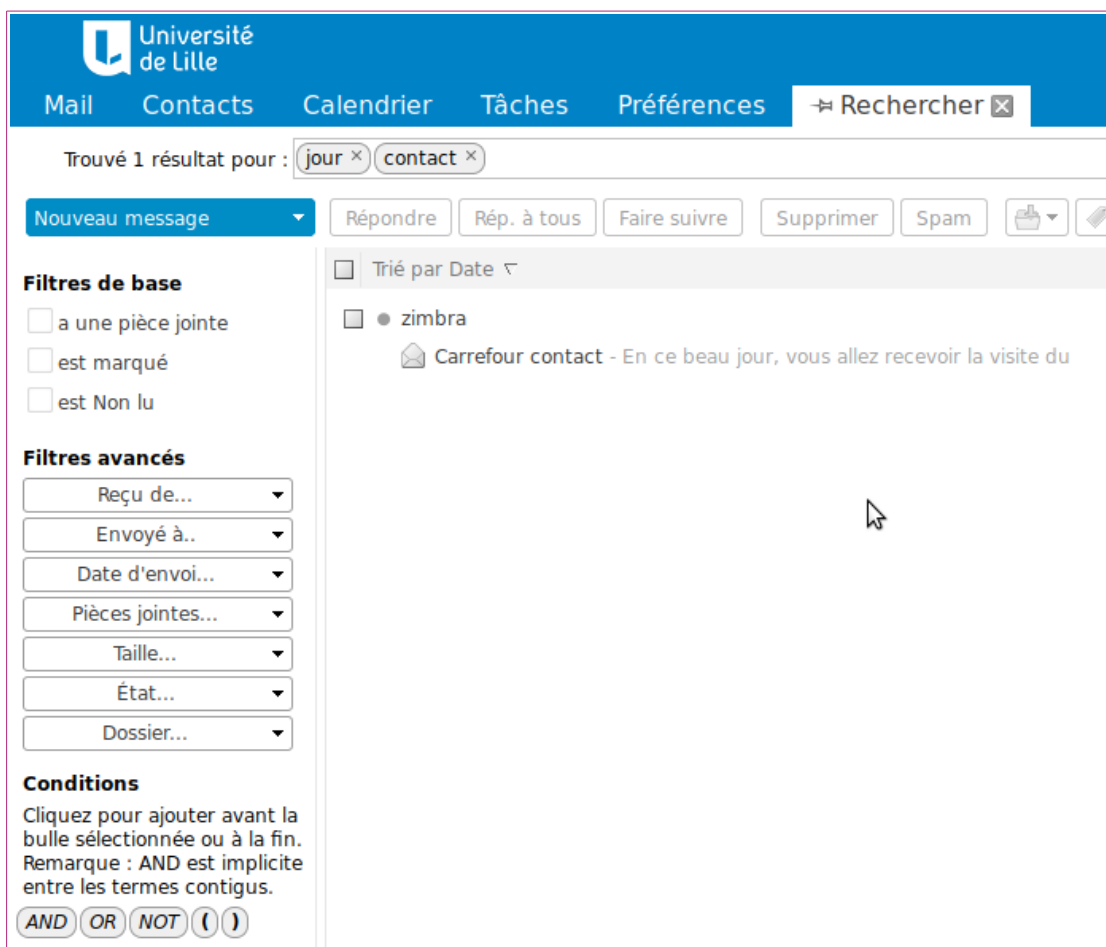 Université
de Lille
Mail Contacts Calendrier Tâches Préférences Rechercher
Trouvé 1 résultat pour : jour × contact ×
Nouveau message Répondre Rép. à tous Faire suivre Supprimer Spam
Trié par Date
Filtres de base
a une pièce jointe
est marqué
est Non lu
zimbra
Carrefour contact - En ce beau jour, vous allez recevoir la visite du
Filtres avancés
Reçu de...
Envoyé à..
Date d'envoi...
Pièces jointes...
Taille...
État...
Dossier...
Conditions
Cliquez pour ajouter avant la
bulle sélectionnée ou à la fin.
Remarque : AND est implicite
entre les termes contigus.
AND OR NOT ( )